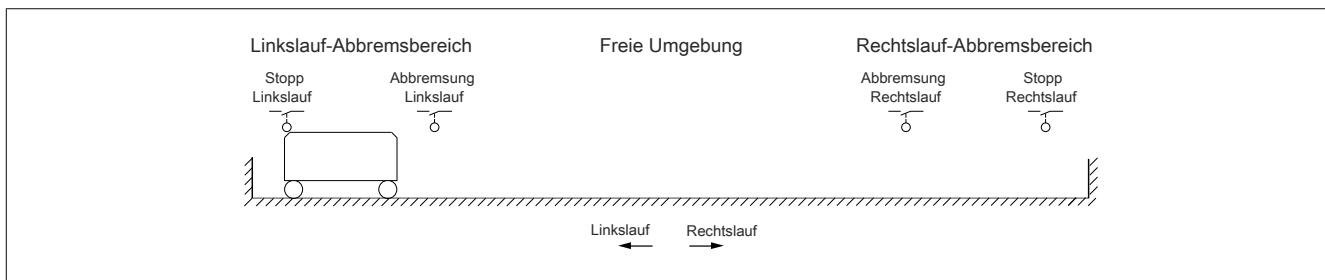 Linkslauf-Abbremsbereich
Freie Umgebung
Rechtslauf-Abbremsbereich
Stopp
Linkslauf
Abbremsung
Linkslauf
Abbremsung
Rechtslauf
Stopp
Rechtslauf
Linkslauf
Rechtslauf